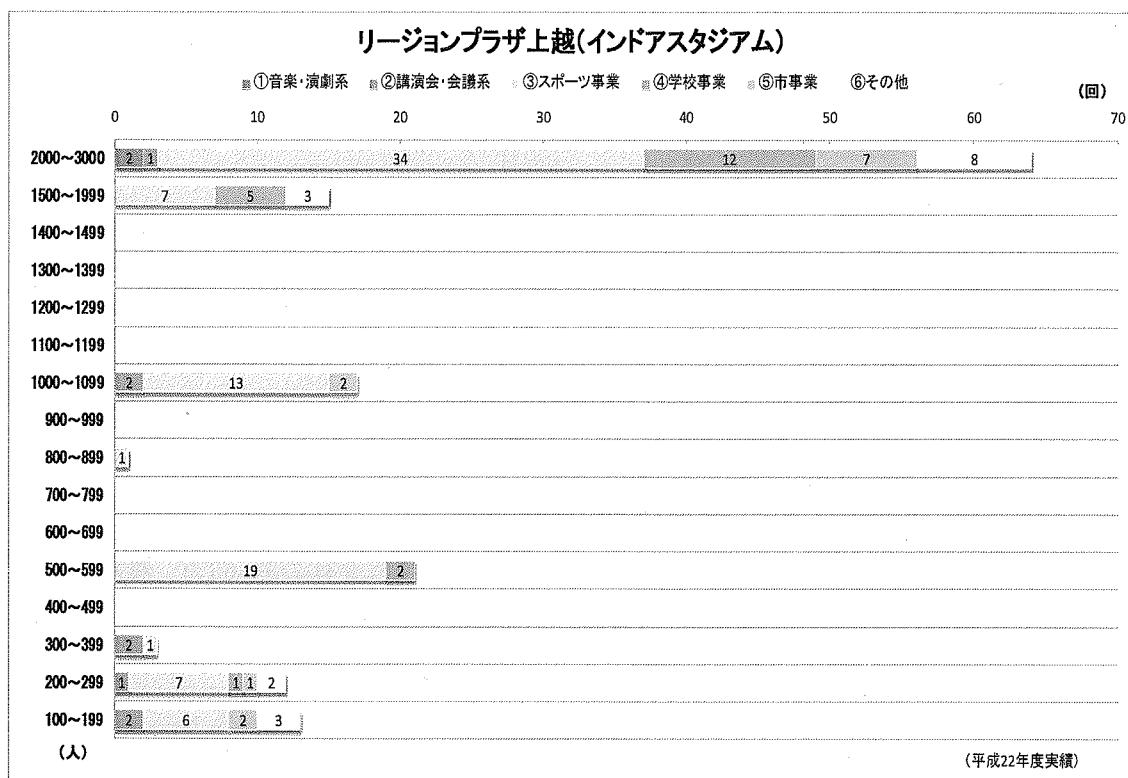 リージョンプラザ上越(インドアスタジアム)
①音楽・演劇系 ②講演会・会議系 ③スポーツ事業 ④学校事業 ⑤市事業 ⑥その他
(回)
0 10 20 30 40 50 60 70
2000～3000 2 1 34 12 7 8
1500～1999 7 5 3
1400～1499
1300～1399
1200～1299
1100～1199
1000～1099 2 13 2
900～999
800～899 1
700～799
600～699
500～599 19 2
400～499
300～399 2 1
200～299 1 7 1 1 2
100～199 2 6 2 3
(人)
(平成22年度実績)